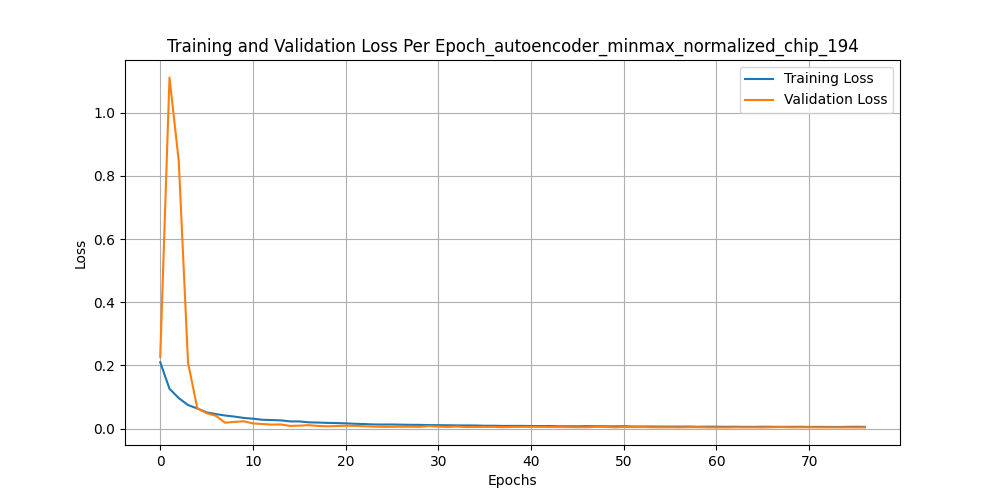 Training and Validation Loss Per Epoch_autoencoder_minmax_normalized_chip_194
Training Loss
Validation Loss
Loss
1.0
0.8
0.6
0.4
0.2
0.0
0 10 20 30 40 50 60 70
Epochs